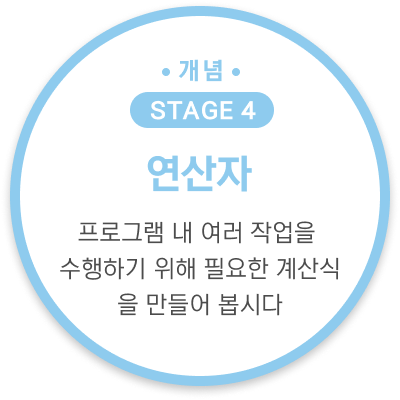 • 개념 •
STAGE 4
연산자
프로그램 내 여러 작업을
수행하기 위해 필요한 계산식
을 만들어 봅시다